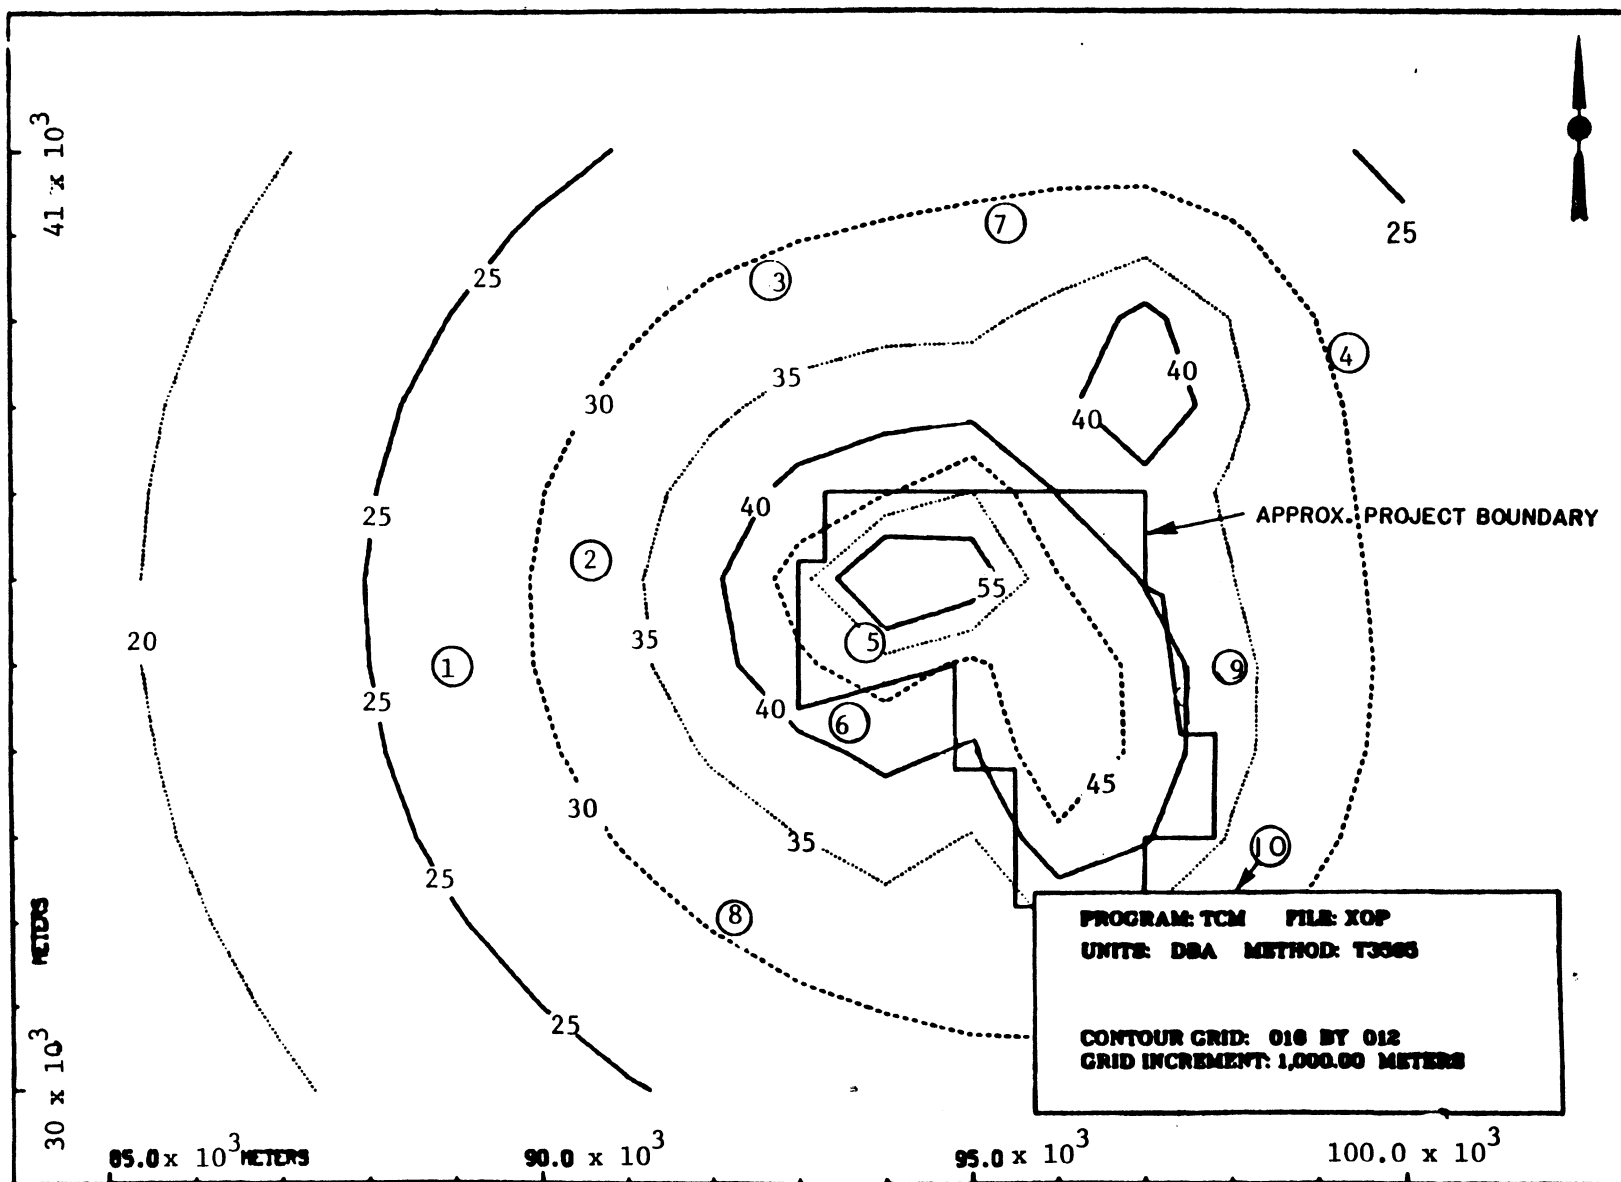 41 x 10³
7
25
3
25
4
35
40
30
40
40
25
APPROX. PROJECT BOUNDARY
2
55
20
35
5
1
9
25
40
6
45
30
35
10
25
8
METERS
PROGRAM: TCM FILE: XOP
UNITS: DBA METHOD: T3585
25
CONTOUR GRID: 016 BY 012
GRID INCREMENT: 1,000.00 METERS
30 x 10³
85.0 x 10³ METERS
90.0 x 10³
95.0 x 10³
100.0 x 10³